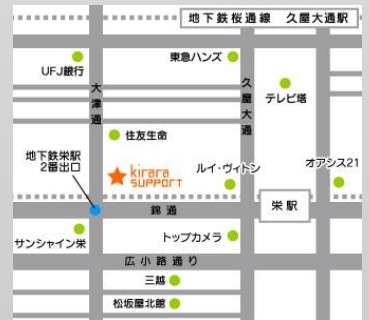 地下鉄桜通線　久屋大通駅
東急ハンズ
UFJ銀行
大津通
久屋大通
テレビ塔
住友生命
地下鉄栄駅
2番出口
kirara
SUPPORT
ルイ・ヴィトン
オアシス21
錦通
栄駅
サンシャイン栄
トップカメラ
広小路通り
三越
松坂屋北館